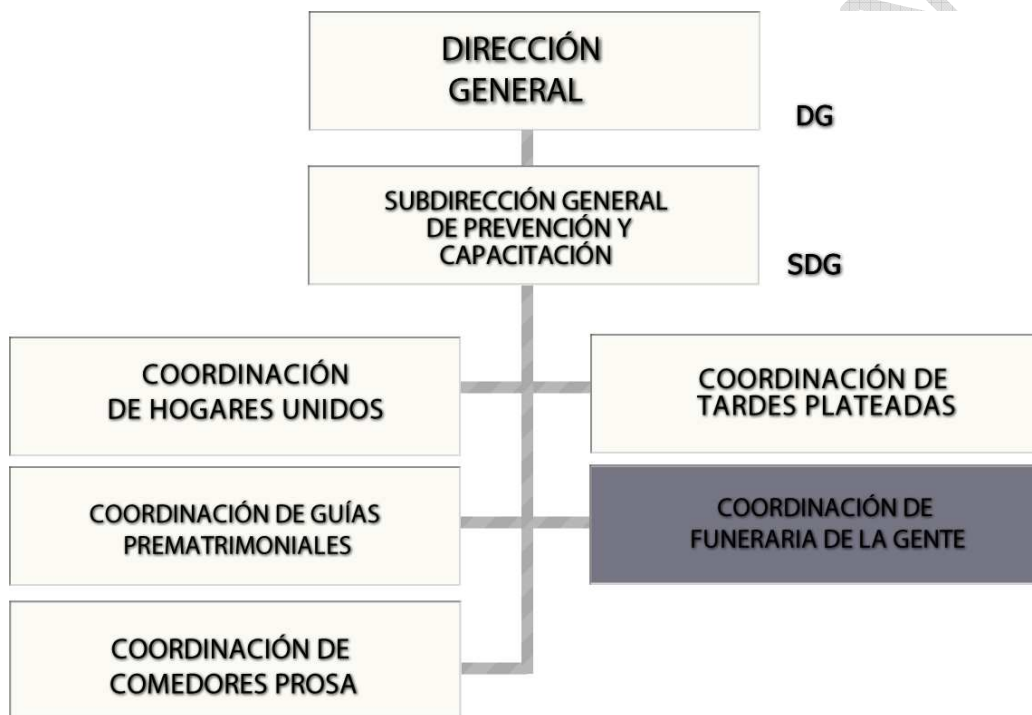 DIRECCIÓN
GENERAL
DG
SUBDIRECCIÓN GENERAL
DE PREVENCIÓN Y
CAPACITACIÓN
SDG
COORDINACIÓN
DE HOGARES UNIDOS
COORDINACIÓN DE
TARDES PLATEADAS
COORDINACIÓN DE GUÍAS
PREMATRIMONIALES
COORDINACIÓN DE
FUNERARIA DE LA GENTE
COORDINACIÓN DE
COMEDORES PROSA